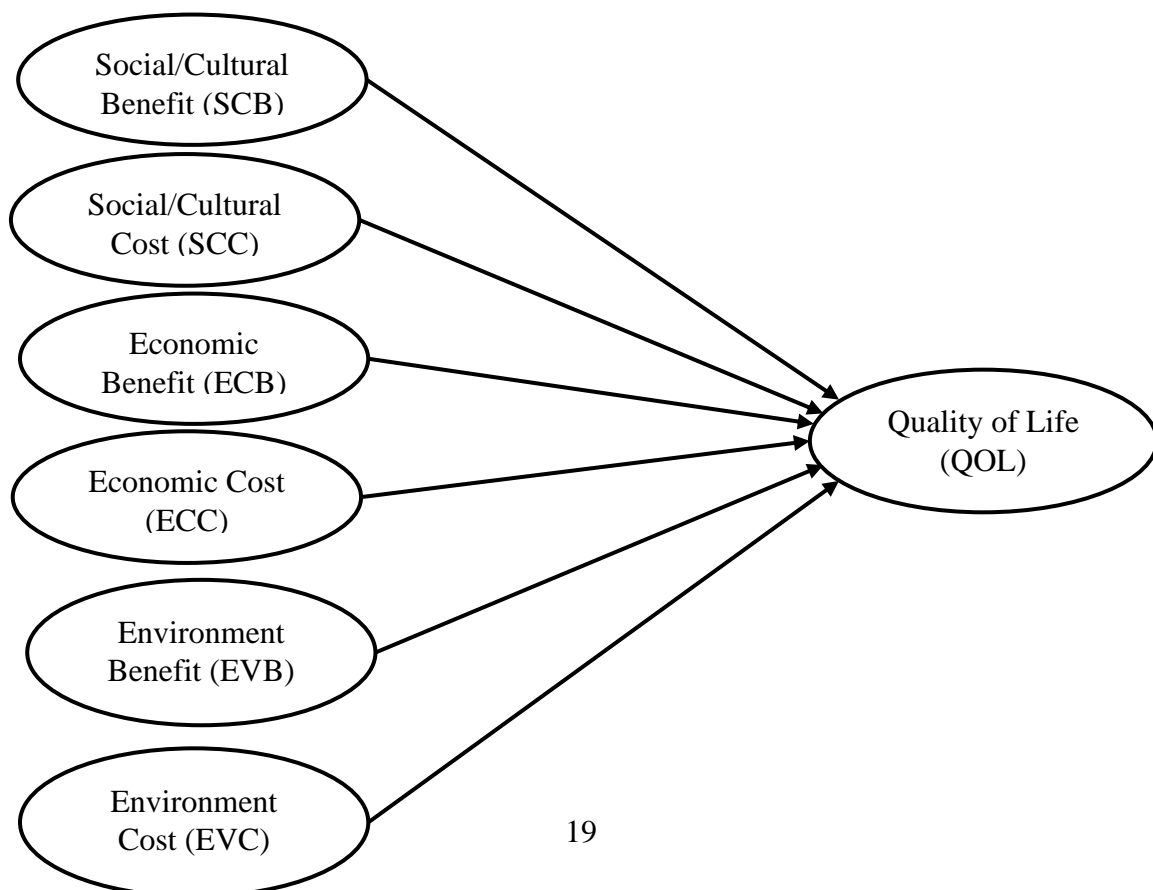 Social/Cultural
Benefit (SCB)
Social/Cultural
Cost (SCC)
Economic
Benefit (ECB)
Economic Cost
(ECC)
Environment
Benefit (EVB)
Environment
Cost (EVC)
Quality of Life
(QOL)
19